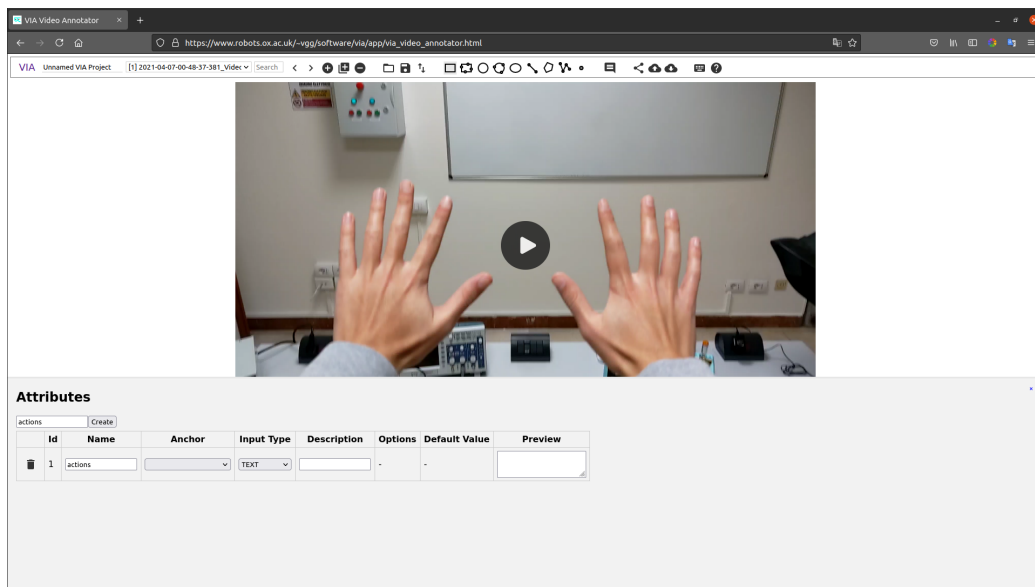 VIA Video Annotator
https://www.robots.ox.ac.uk/~vgg/software/via/app/via_video_annotator.html
VIA Unnamed VIA Project [1] 2021-04-07-00-48-37-381_Videc Search
Attributes
actions Create
Id Name Anchor Input Type Description Options Default Value Preview
1 actions TEXT - -